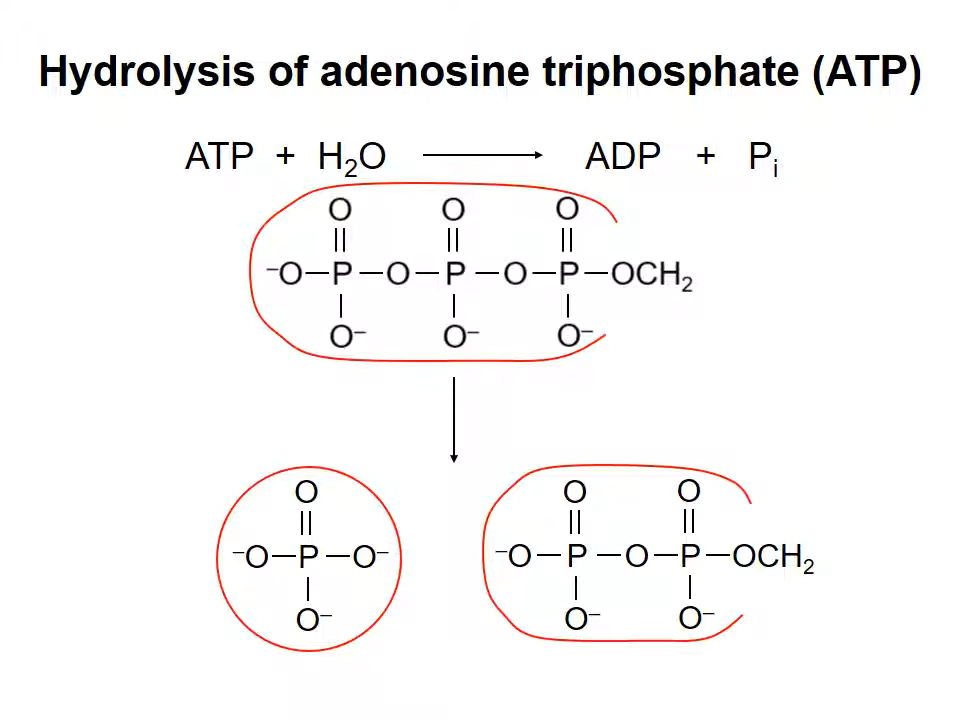 Hydrolysis of adenosine triphosphate (ATP)
ATP + H₂O ⟶ ADP + Pᵢ
O O O
⁻O–P–O–P–O–P–OCH₂
O⁻ O⁻ O⁻
O O O
⁻O–P–O⁻ ⁻O–P–O–P–OCH₂
O⁻ O⁻ O⁻